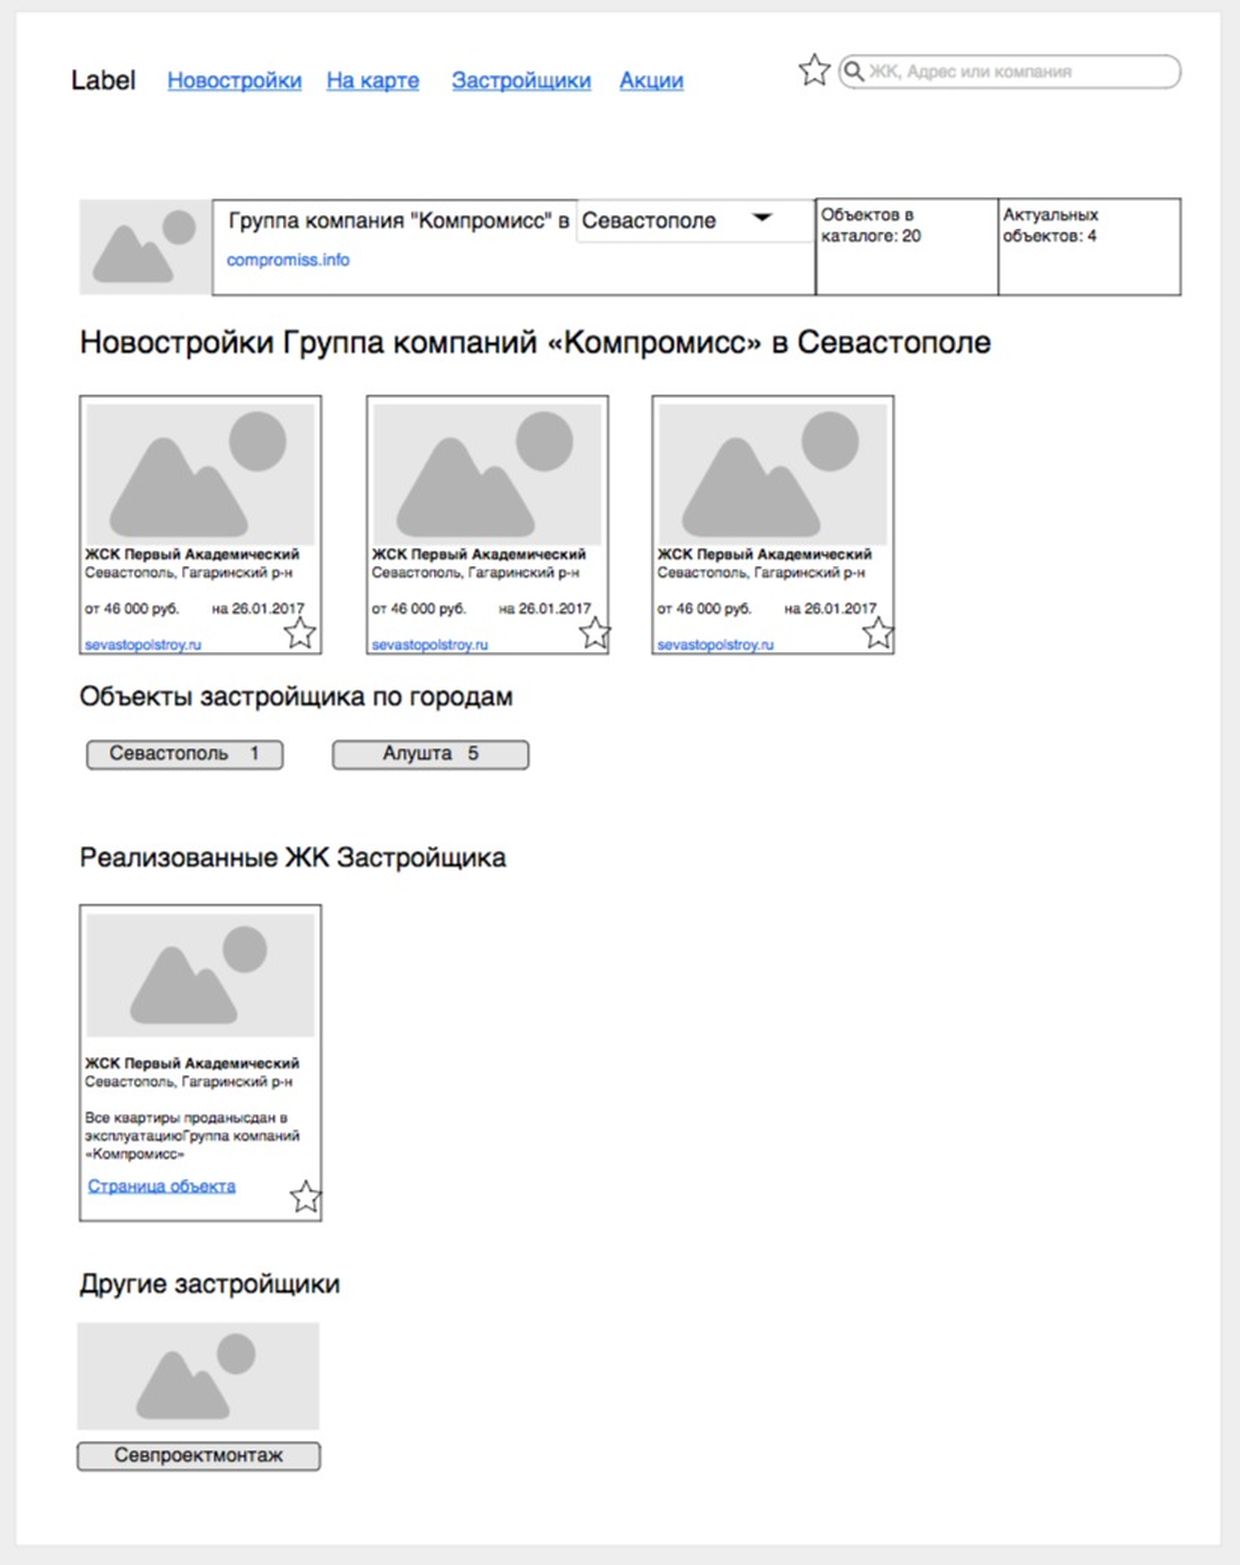 Label Новостройки На карте Застройщики Акции ЖК, Адрес или компания
Группа компания "Компромисс" в Севастополе
compromiss.info
Объектов в
каталоге: 20
Актуальных
объектов: 4
Новостройки Группа компаний «Компромисс» в Севастополе
ЖСК Первый Академический
Севастополь, Гагаринский р-н
от 46 000 руб. на 26.01.2017
sevastopolstroy.ru
ЖСК Первый Академический
Севастополь, Гагаринский р-н
от 46 000 руб. на 26.01.2017
sevastopolstroy.ru
ЖСК Первый Академический
Севастополь, Гагаринский р-н
от 46 000 руб. на 26.01.2017
sevastopolstroy.ru
Объекты застройщика по городам
Севастополь 1 Алушта 5
Реализованные ЖК Застройщика
ЖСК Первый Академический
Севастополь, Гагаринский р-н
Все квартиры проданысдан в
эксплуатациюГруппа компаний
«Компромисс»
Страница объекта
Другие застройщики
Севпроектмонтаж